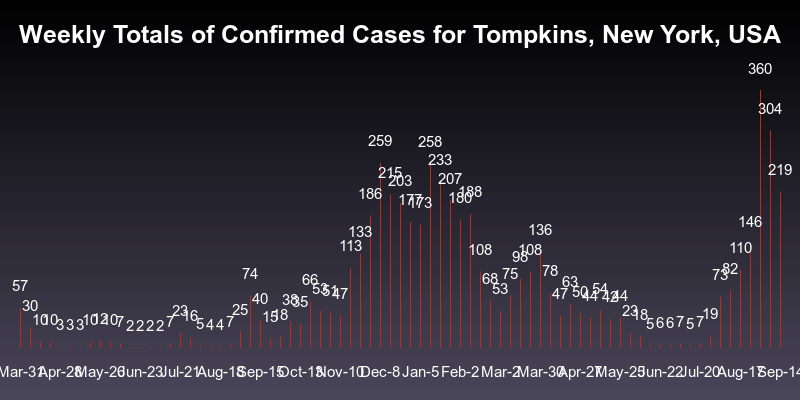 Weekly Totals of Confirmed Cases for Tompkins, New York, USA
360
304
259 258
233
215 203 207 219
186 177 173 180 188
133 136 146
113 108 108 110
98
74 66 68 75 78 73 82
57 53 51 47 53 47 63 50 44 54 42 44
40 38 35
30 23 25 23
10 10 3 3 3 10 12 10 7 2 2 2 2 7 16 5 4 4 7 18 18 5 6 6 7 5 7 19
Mar-31 Apr-28 May-26 Jun-23 Jul-21 Aug-18 Sep-15 Oct-13 Nov-10 Dec-8 Jan-5 Feb-2 Mar-2 Mar-30 Apr-27 May-25 Jun-22 Jul-20 Aug-17 Sep-14